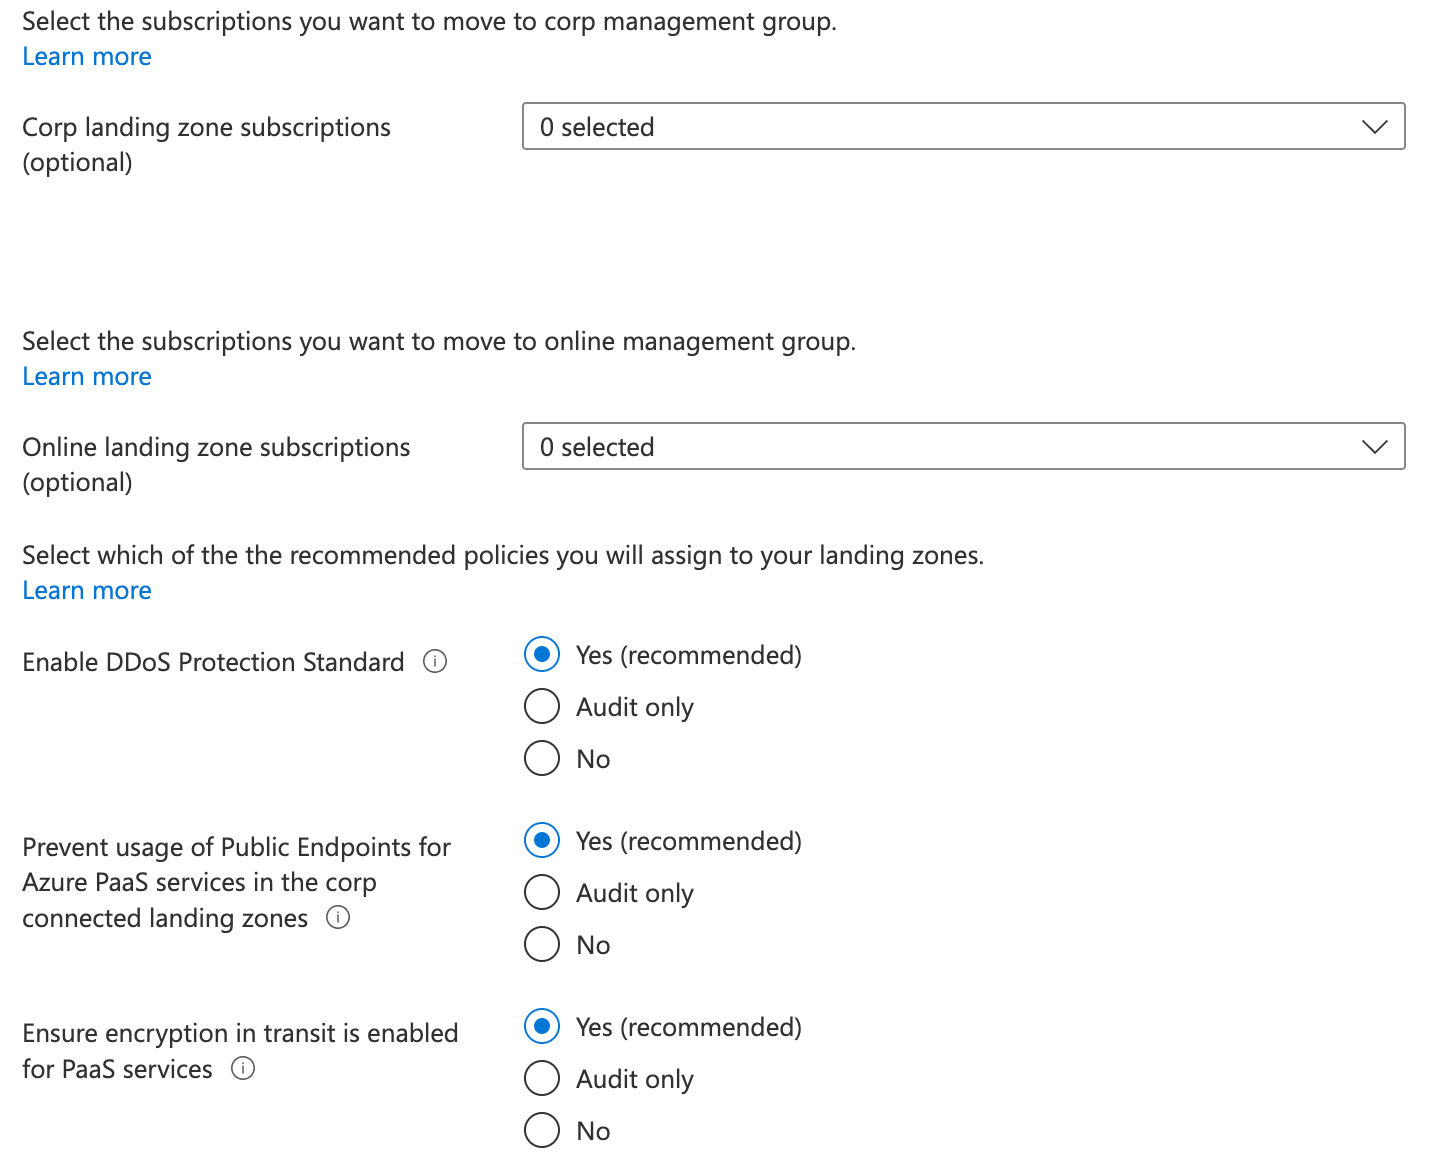 Select the subscriptions you want to move to corp management group.
Learn more
Corp landing zone subscriptions
(optional)
0 selected
Select the subscriptions you want to move to online management group.
Learn more
Online landing zone subscriptions
(optional)
0 selected
Select which of the the recommended policies you will assign to your landing zones.
Learn more
Enable DDoS Protection Standard
Yes (recommended)
Audit only
No
Prevent usage of Public Endpoints for
Azure PaaS services in the corp
connected landing zones
Yes (recommended)
Audit only
No
Ensure encryption in transit is enabled
for PaaS services
Yes (recommended)
Audit only
No